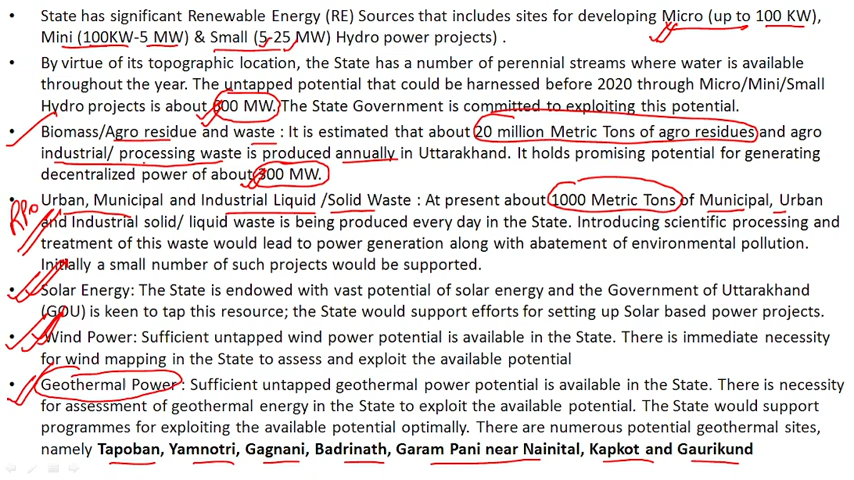 • State has significant Renewable Energy (RE) Sources that includes sites for developing Micro (up to 100 KW),
Mini (100KW-5 MW) & Small (5-25 MW) Hydro power projects) .
• By virtue of its topographic location, the State has a number of perennial streams where water is available
throughout the year. The untapped potential that could be harnessed before 2020 through Micro/Mini/Small
Hydro projects is about 800 MW. The State Government is committed to exploiting this potential.
• Biomass/Agro residue and waste : It is estimated that about 20 million Metric Tons of agro residues and agro
industrial/ processing waste is produced annually in Uttarakhand. It holds promising potential for generating
decentralized power of about 300 MW.
• Urban, Municipal and Industrial Liquid /Solid Waste : At present about 1000 Metric Tons of Municipal, Urban
and Industrial solid/ liquid waste is being produced every day in the State. Introducing scientific processing and
treatment of this waste would lead to power generation along with abatement of environmental pollution.
Initially a small number of such projects would be supported.
• Solar Energy: The State is endowed with vast potential of solar energy and the Government of Uttarakhand
(GOU) is keen to tap this resource; the State would support efforts for setting up Solar based power projects.
• Wind Power: Sufficient untapped wind power potential is available in the State. There is immediate necessity
for wind mapping in the State to assess and exploit the available potential
• Geothermal Power : Sufficient untapped geothermal power potential is available in the State. There is necessity
for assessment of geothermal energy in the State to exploit the available potential. The State would support
programmes for exploiting the available potential optimally. There are numerous potential geothermal sites,
namely Tapoban, Yamnotri, Gagnani, Badrinath, Garam Pani near Nainital, Kapkot and Gaurikund